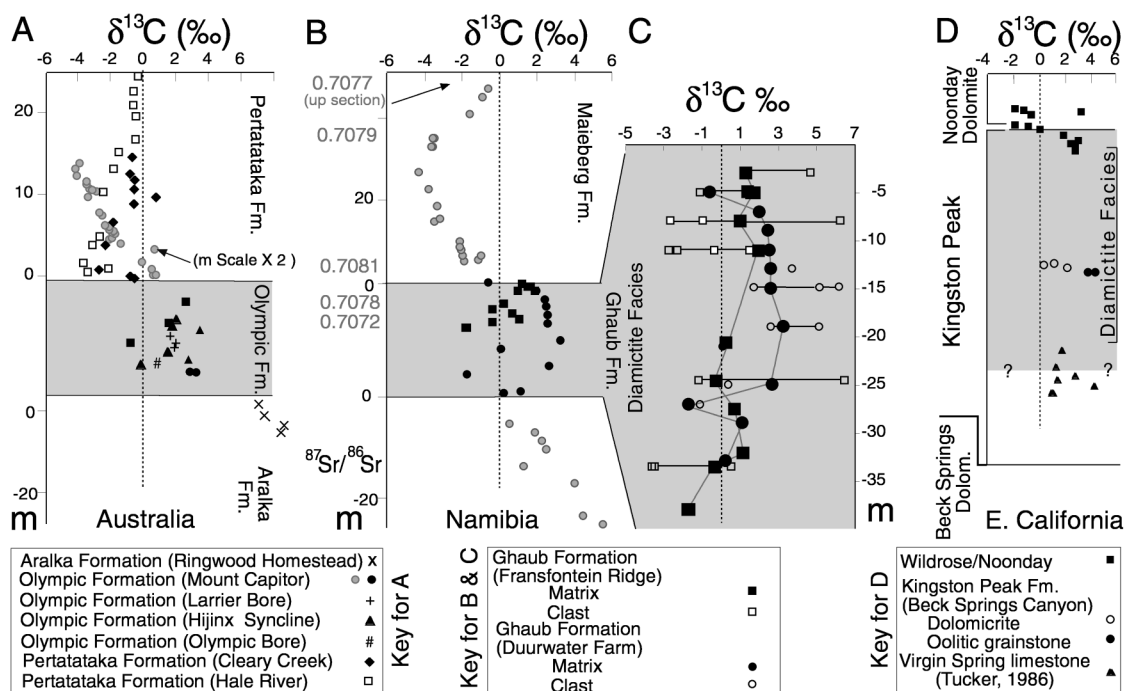 A
δ13C (‰)
-6 -4 -2 0 2 4 6 8
20
10
0
0
-20
m
Pertatataka Fm.
(m Scale X 2 )
Olympic Fm.
Aralka
Fm.
Australia
B
δ13C (‰)
-6 -4 -2 0 2 4 6
0.7077
(up section)
0.7079
20
0.7081
0
0.7078
0.7072
0
87Sr/86Sr
-20
m
Maieberg Fm.
Ghaub Fm.
Namibia
C
δ13C ‰
-5 -3 -1 1 3 5 7
Diamictite Facies
-5
-10
-15
-20
-25
-30
-35
m
D
δ13C (‰)
-4 -2 0 2 4 6
Noonday
Dolomite
Kingston Peak
Diamictite Facies
? ?
Beck Springs
Dolom.
E. California
Key for A
Aralka Formation (Ringwood Homestead) x
Olympic Formation (Mount Capitor)
Olympic Formation (Larrier Bore) +
Olympic Formation (Hijinx Syncline)
Olympic Formation (Olympic Bore) #
Pertatataka Formation (Cleary Creek)
Pertatataka Formation (Hale River)
Key for B & C
Ghaub Formation
(Fransfontein Ridge)
Matrix
Clast
Ghaub Formation
(Duurwater Farm)
Matrix
Clast
Key for D
Wildrose/Noonday
Kingston Peak Fm.
(Beck Springs Canyon)
Dolomicrite
Oolitic grainstone
Virgin Spring limestone
(Tucker, 1986)